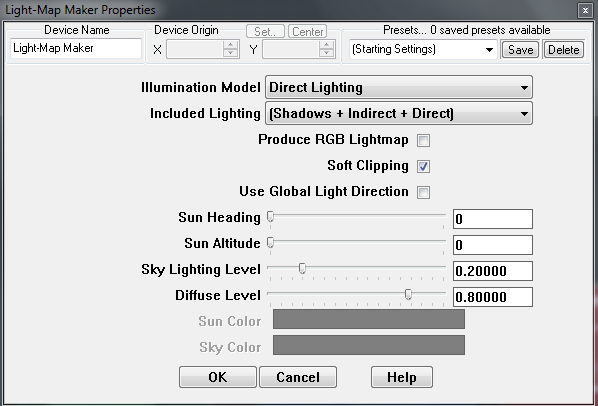 Light-Map Maker Properties
Device Name
Device Origin
Set..
Center
Presets... 0 saved presets available
Light-Map Maker
X
Y
(Starting Settings)
Save
Delete
Illumination Model
Direct Lighting
Included Lighting
(Shadows + Indirect + Direct)
Produce RGB Lightmap
Soft Clipping
Use Global Light Direction
Sun Heading
0
Sun Altitude
0
Sky Lighting Level
0.20000
Diffuse Level
0.80000
Sun Color
Sky Color
OK
Cancel
Help